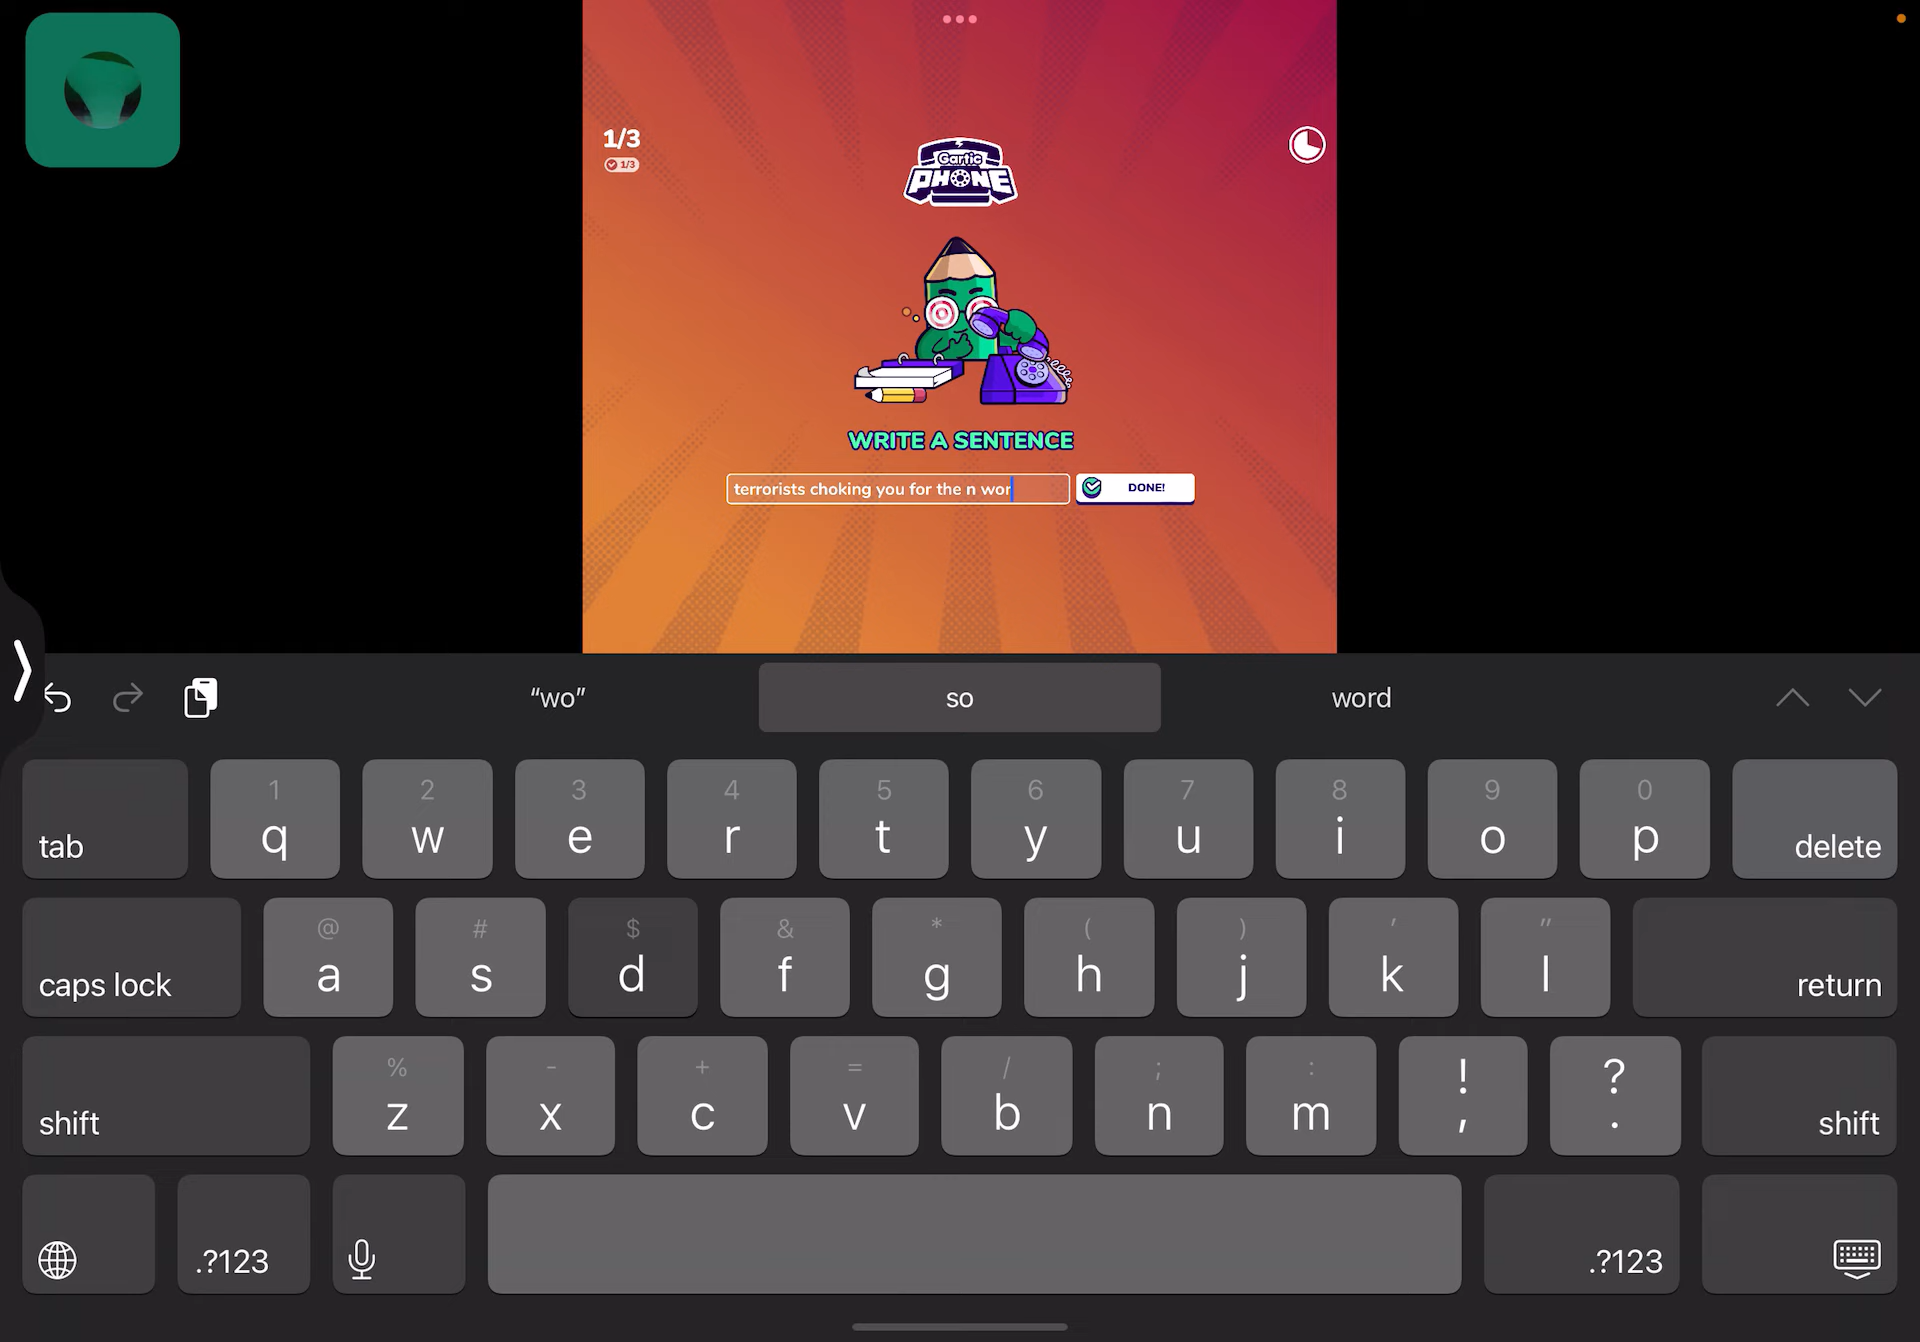 1/3
1/3
Gartic
PHONE
WRITE A SENTENCE
terrorists choking you for the n wor
DONE!
“wo” so word
tab 1 q 2 w 3 e 4 r 5 t 6 y 7 u 8 i 9 o 0 p delete
caps lock @ a # s $ d & f * g ( h ) j ' k " l return
shift % z - x + c = v / b ; n : m ! , ? . shift
.?123 .?123